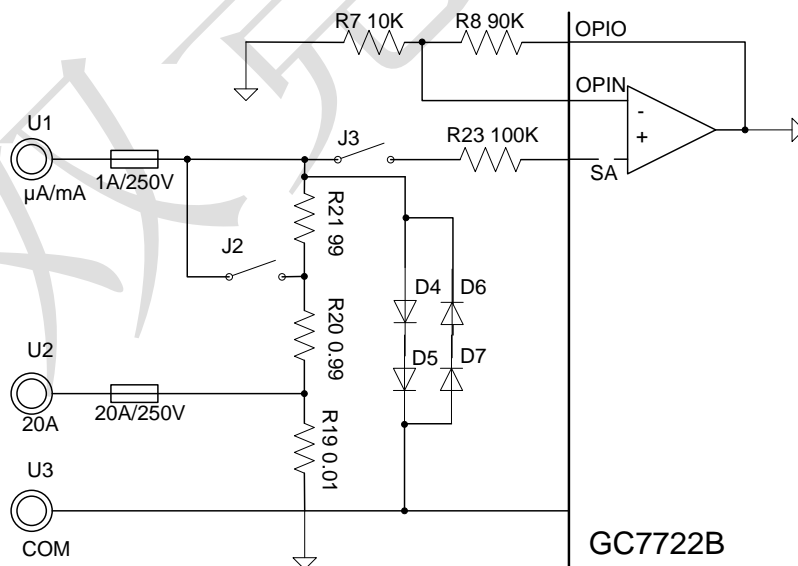 R7 10K
R8 90K
OPIO
OPIN
U1
J3
R23 100K
-
+
SA
1A/250V
μA/mA
R21 99
J2
D4
D6
R20 0.99
D5
D7
U2
20A/250V
20A
R19 0.01
U3
COM
GC7722B